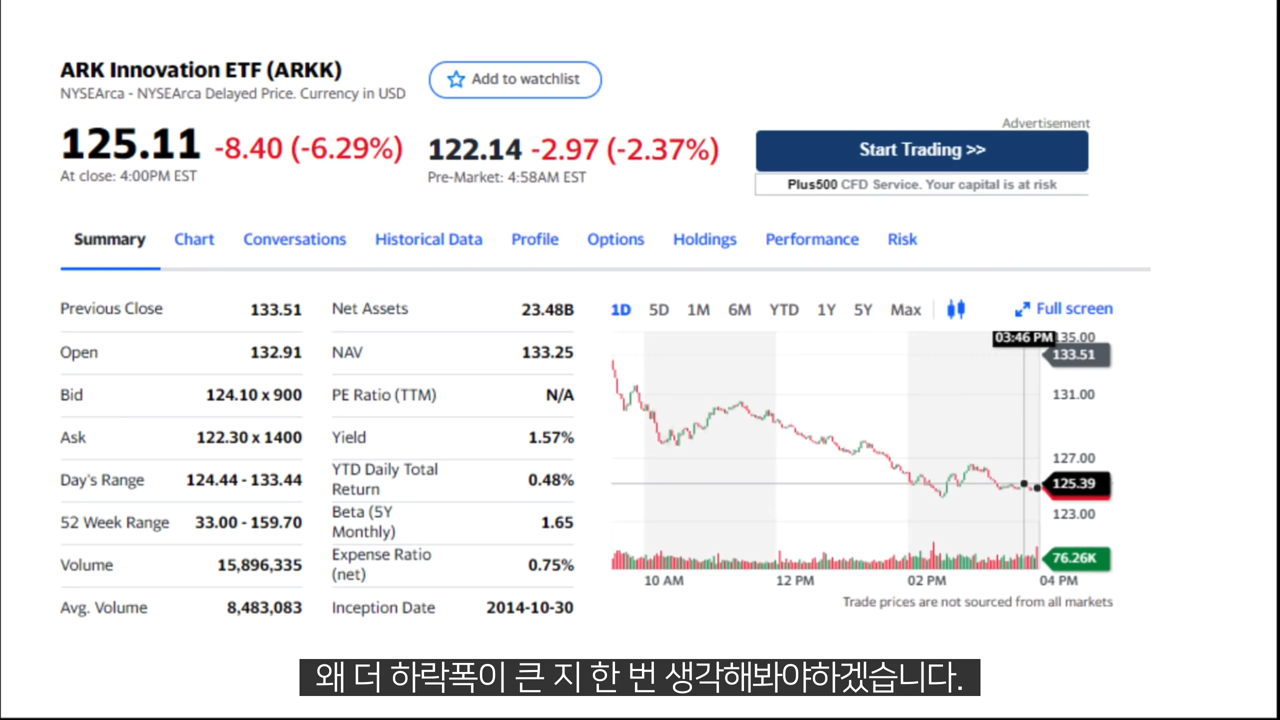 ARK Innovation ETF (ARKK)
NYSEArca - NYSEArca Delayed Price. Currency in USD
Add to watchlist
125.11 -8.40 (-6.29%)
At close: 4:00PM EST
122.14 -2.97 (-2.37%)
Pre-Market: 4:58AM EST
Advertisement
Start Trading >>
Plus500 CFD Service. Your capital is at risk
Summary Chart Conversations Historical Data Profile Options Holdings Performance Risk
Previous Close 133.51
Open 132.91
Bid 124.10 x 900
Ask 122.30 x 1400
Day's Range 124.44 - 133.44
52 Week Range 33.00 - 159.70
Volume 15,896,335
Avg. Volume 8,483,083
Net Assets 23.48B
NAV 133.25
PE Ratio (TTM) N/A
Yield 1.57%
YTD Daily Total
Return 0.48%
Beta (5Y
Monthly) 1.65
Expense Ratio
(net) 0.75%
Inception Date 2014-10-30
1D 5D 1M 6M YTD 1Y 5Y Max Full screen
03:46 PM 135.00
133.51
131.00
127.00
125.39
123.00
76.26K
10 AM 12 PM 02 PM 04 PM
Trade prices are not sourced from all markets
왜 더 하락폭이 큰 지 한 번 생각해봐야하겠습니다.